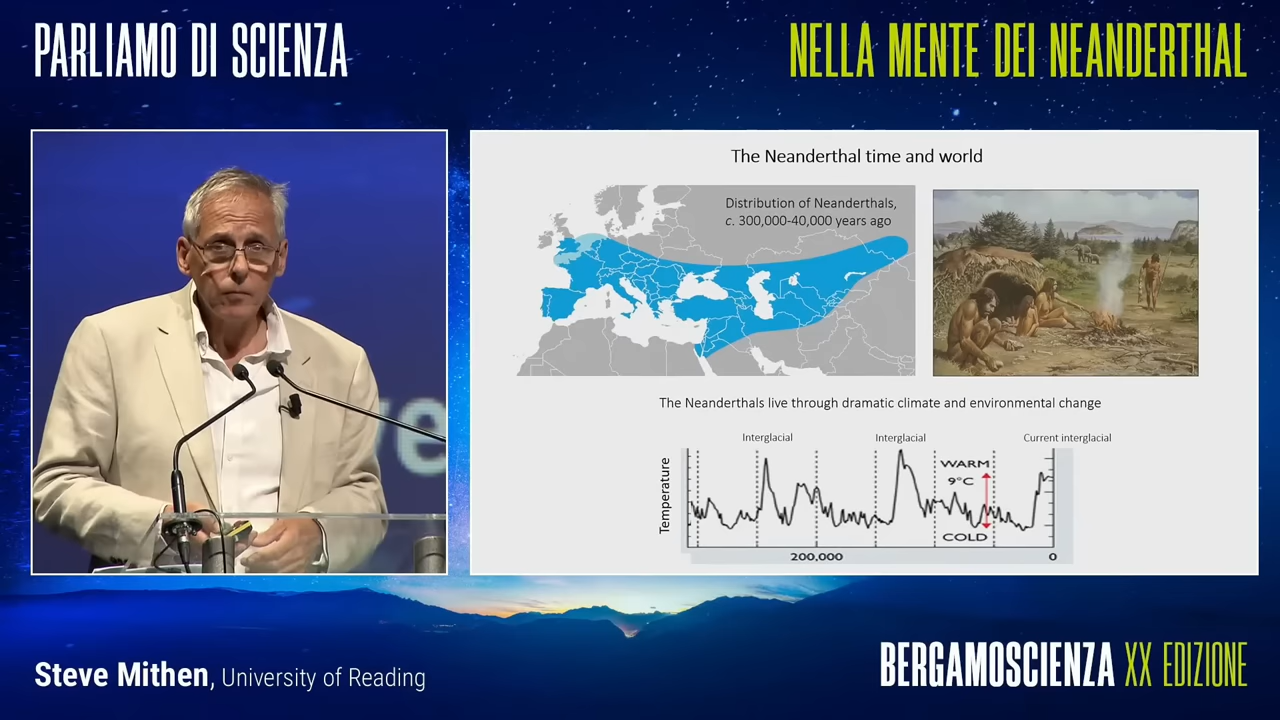 PARLIAMO DI SCIENZA
NELLA MENTE DEI NEANDERTHAL
The Neanderthal time and world
Distribution of Neanderthals,
c. 300,000-40,000 years ago
The Neanderthals live through dramatic climate and environmental change
Interglacial
Interglacial
Current interglacial
Temperature
WARM
9°C
COLD
200,000
0
ve
Steve Mithen, University of Reading
BERGAMOSCIENZA XX EDIZIONE